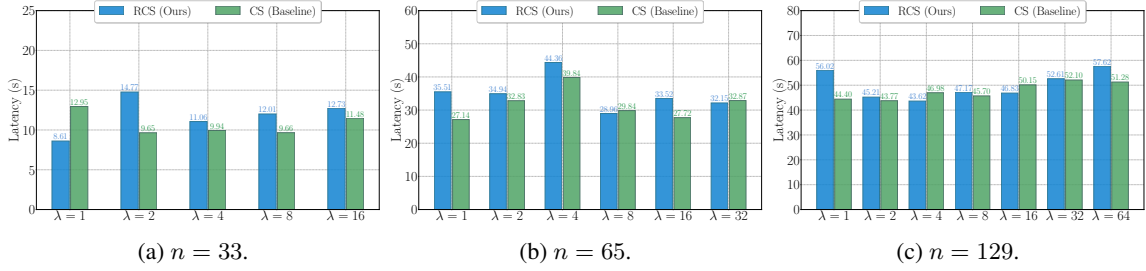 RCS (Ours) CS (Baseline)
Latency (s)
25
20
15
10
5
0
8.61 12.95 14.77 9.65 11.06 9.94 12.01 9.66 12.73 11.48
λ = 1 λ = 2 λ = 4 λ = 8 λ = 16
(a) n = 33.
RCS (Ours) CS (Baseline)
Latency (s)
60
50
40
30
20
10
0
35.51 27.14 34.94 32.83 44.36 39.84 29.84 33.52 27.72 32.15 32.87
λ = 1 λ = 2 λ = 4 λ = 8 λ = 16 λ = 32
(b) n = 65.
RCS (Ours) CS (Baseline)
Latency (s)
80
70
60
50
40
30
20
10
0
56.02 44.40 45.21 43.77 43.62 46.98 45.70 46.83 50.15 52.61 52.10 57.62 51.28
λ = 1 λ = 2 λ = 4 λ = 8 λ = 16 λ = 32 λ = 64
(c) n = 129.